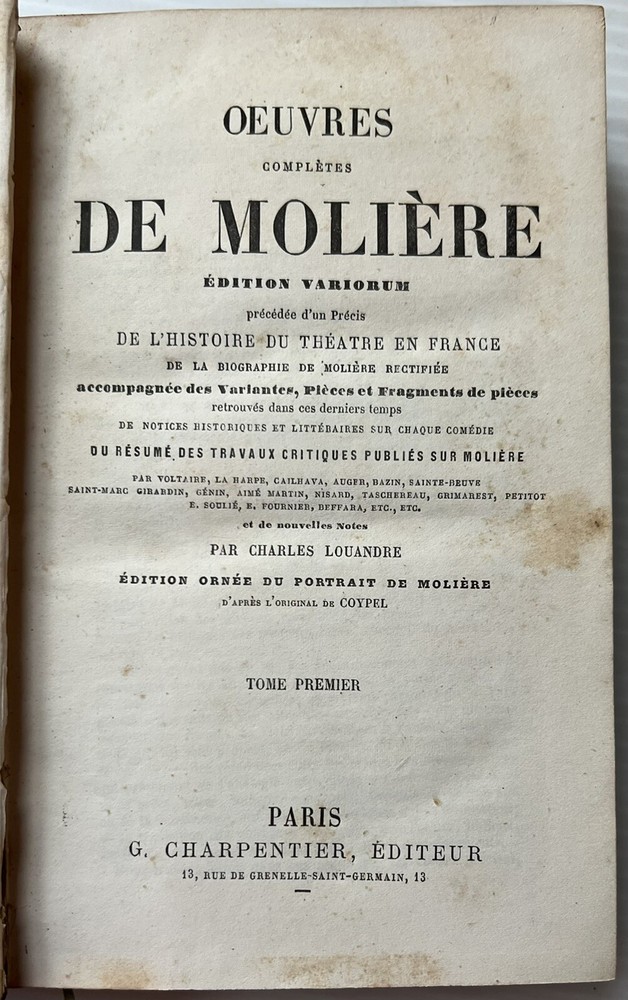 OEUVRES
COMPLÈTES
DE MOLIÈRE
ÉDITION VARIORUM
précédée d'un Précis
DE L'HISTOIRE DU THÉATRE EN FRANCE
DE LA BIOGRAPHIE DE MOLIÈRE RECTIFIÉE
accompagnée des Variantes, Pièces et Fragments de pièces
retrouvés dans ces derniers temps
DE NOTICES HISTORIQUES ET LITTÉRAIRES SUR CHAQUE COMÉDIE
DU RÉSUMÉ DES TRAVAUX CRITIQUES PUBLIÉS SUR MOLIÈRE
PAR VOLTAIRE, LA HARPE, CAILHAVA, AUGER, BAZIN, SAINTE-BEUVE
SAINT-MARC GIRARDIN, GÉNIN, AIMÉ MARTIN, NISARD, TASCHEREAU, GRIMAREST, PETITOT
E. SOULIÉ, E. FOURNIER, BEFFARA, ETC., ETC.
et de nouvelles Notes
PAR CHARLES LOUANDRE
ÉDITION ORNÉE DU PORTRAIT DE MOLIÈRE
D'APRÈS L'ORIGINAL DE COYPEL
TOME PREMIER
PARIS
G. CHARPENTIER, ÉDITEUR
13, RUE DE GRENELLE-SAINT-GERMAIN, 13